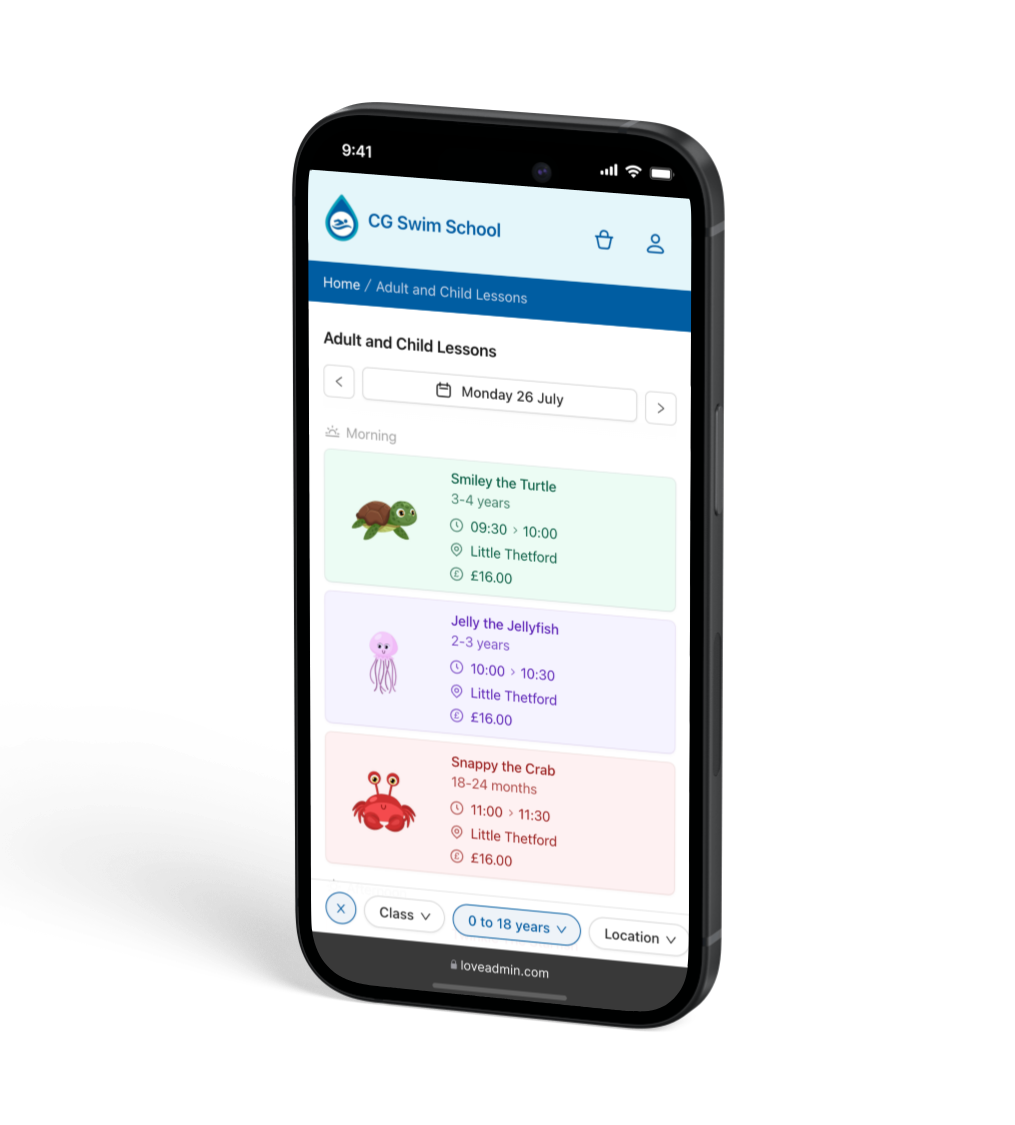 9:41
CG Swim School
Home / Adult and Child Lessons
Adult and Child Lessons
Monday 26 July
Morning
Smiley the Turtle
3-4 years
09:30 › 10:00
Little Thetford
£16.00
Jelly the Jellyfish
2-3 years
10:00 › 10:30
Little Thetford
£16.00
Snappy the Crab
18-24 months
11:00 › 11:30
Little Thetford
£16.00
Class
0 to 18 years
Location
loveadmin.com